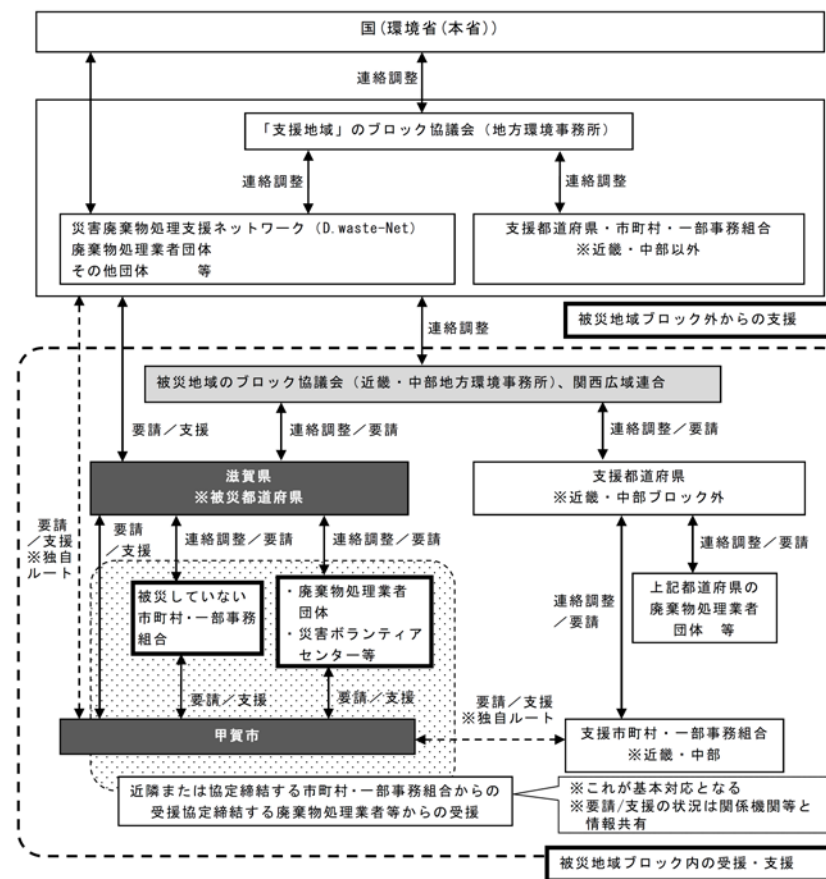 国(環境省(本省))
連絡調整
「支援地域」のブロック協議会（地方環境事務所）
連絡調整
連絡調整
災害廃棄物処理支援ネットワーク（D.waste-Net）
廃棄物処理業者団体
その他団体　　等
支援都道府県・市町村・一部事務組合
※近畿・中部以外
被災地域ブロック外からの支援
連絡調整
被災地域のブロック協議会（近畿・中部地方環境事務所）、関西広域連合
要請／支援
連絡調整／要請
連絡調整／要請
滋賀県
※被災都道府県
支援都道府県
※近畿・中部ブロック外
要請
／支援
※独自
ルート
要請
／支援
連絡調整／要請
連絡調整／要請
連絡調整／要請
被災していない
市町村・一部事務
組合
・廃棄物処理業者
団体
・災害ボランティア
センター等
連絡調整
／要請
上記都道府県の
廃棄物処理業者
団体　等
要請／支援
要請／支援
要請／支援
※独自ルート
甲賀市
支援市町村・一部事務組合
※近畿・中部
近隣または協定締結する市町村・一部事務組合からの
受援協定締結する廃棄物処理業者等からの受援
※これが基本対応となる
※要請/支援の状況は関係機関等と
情報共有
被災地域ブロック内の受援・支援